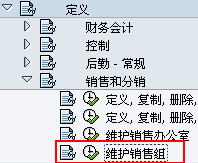 定义
财务会计
控制
后勤 - 常规
销售和分销
定义, 复制, 删除,
定义, 复制, 删除,
维护销售办公室
维护销售组